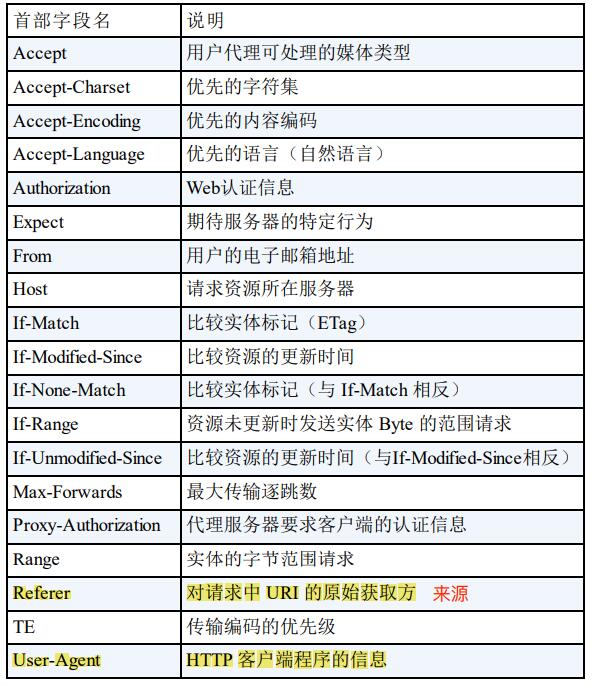 首部字段名 说明
Accept 用户代理可处理的媒体类型
Accept-Charset 优先的字符集
Accept-Encoding 优先的内容编码
Accept-Language 优先的语言（自然语言）
Authorization Web认证信息
Expect 期待服务器的特定行为
From 用户的电子邮箱地址
Host 请求资源所在服务器
If-Match 比较实体标记（ETag）
If-Modified-Since 比较资源的更新时间
If-None-Match 比较实体标记（与 If-Match 相反）
If-Range 资源未更新时发送实体 Byte 的范围请求
If-Unmodified-Since 比较资源的更新时间（与If-Modified-Since相反）
Max-Forwards 最大传输逐跳数
Proxy-Authorization 代理服务器要求客户端的认证信息
Range 实体的字节范围请求
Referer 对请求中 URI 的原始获取方 来源
TE 传输编码的优先级
User-Agent HTTP 客户端程序的信息